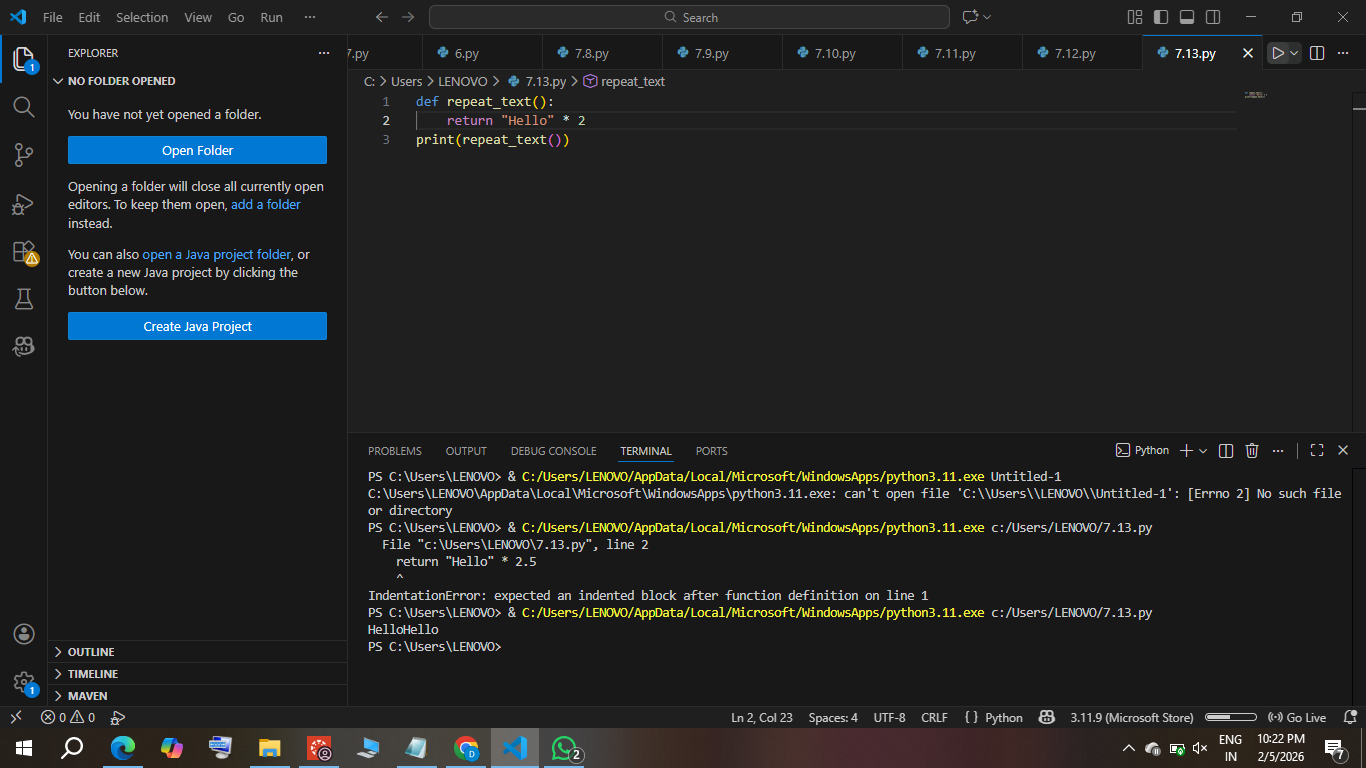 File Edit Selection View Go Run ···
Search
EXPLORER ···
7.py 6.py 7.8.py 7.9.py 7.10.py 7.11.py 7.12.py 7.13.py
NO FOLDER OPENED
You have not yet opened a folder.
Open Folder
Opening a folder will close all currently open
editors. To keep them open, add a folder
instead.
You can also open a Java project folder, or
create a new Java project by clicking the
button below.
Create Java Project
OUTLINE
TIMELINE
MAVEN
1
1
C: > Users > LENOVO > 7.13.py > repeat_text
1 def repeat_text():
2     return "Hello" * 2
3 print(repeat_text())
PROBLEMS OUTPUT DEBUG CONSOLE TERMINAL PORTS
Python
PS C:\Users\LENOVO> & C:/Users/LENOVO/AppData/Local/Microsoft/WindowsApps/python3.11.exe Untitled-1
C:\Users\LENOVO\AppData\Local\Microsoft\WindowsApps\python3.11.exe: can't open file 'C:\\Users\\LENOVO\\Untitled-1': [Errno 2] No such file
or directory
PS C:\Users\LENOVO> & C:/Users/LENOVO/AppData/Local/Microsoft/WindowsApps/python3.11.exe c:/Users/LENOVO/7.13.py
  File "c:\Users\LENOVO\7.13.py", line 2
    return "Hello" * 2.5
    ^
IndentationError: expected an indented block after function definition on line 1
PS C:\Users\LENOVO> & C:/Users/LENOVO/AppData/Local/Microsoft/WindowsApps/python3.11.exe c:/Users/LENOVO/7.13.py
HelloHello
PS C:\Users\LENOVO>
0 0 Ln 2, Col 23 Spaces: 4 UTF-8 CRLF { } Python 3.11.9 (Microsoft Store) Go Live
D
2
ENG
IN
10:22 PM
2/5/2026
7